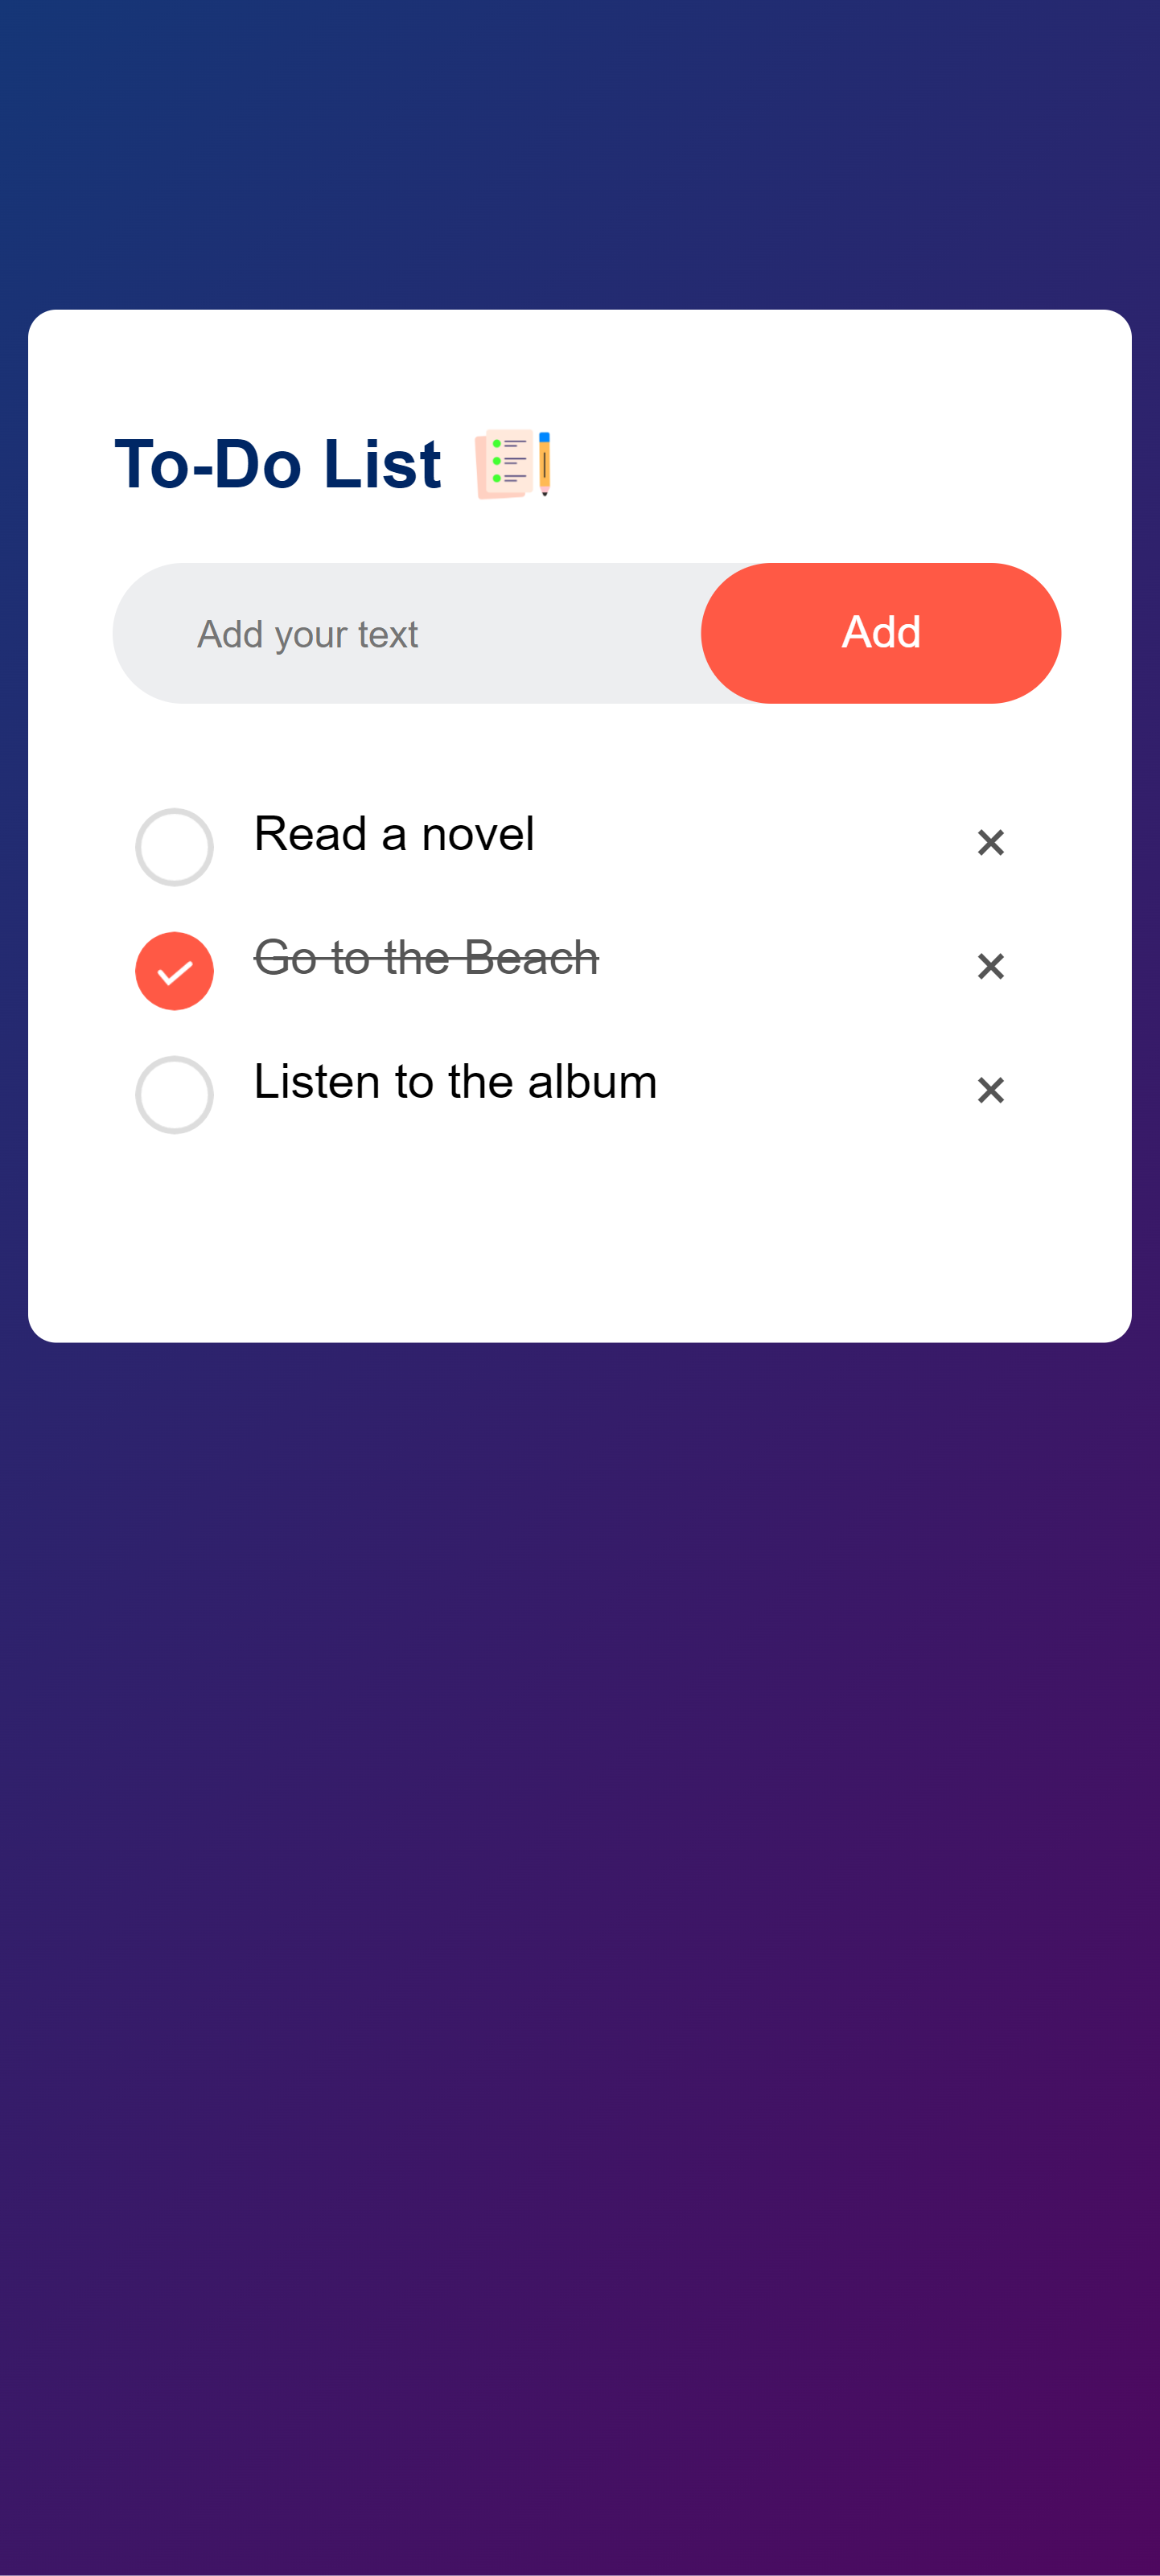 To-Do List
Add your text
Add
Read a novel
Go to the Beach
Listen to the album